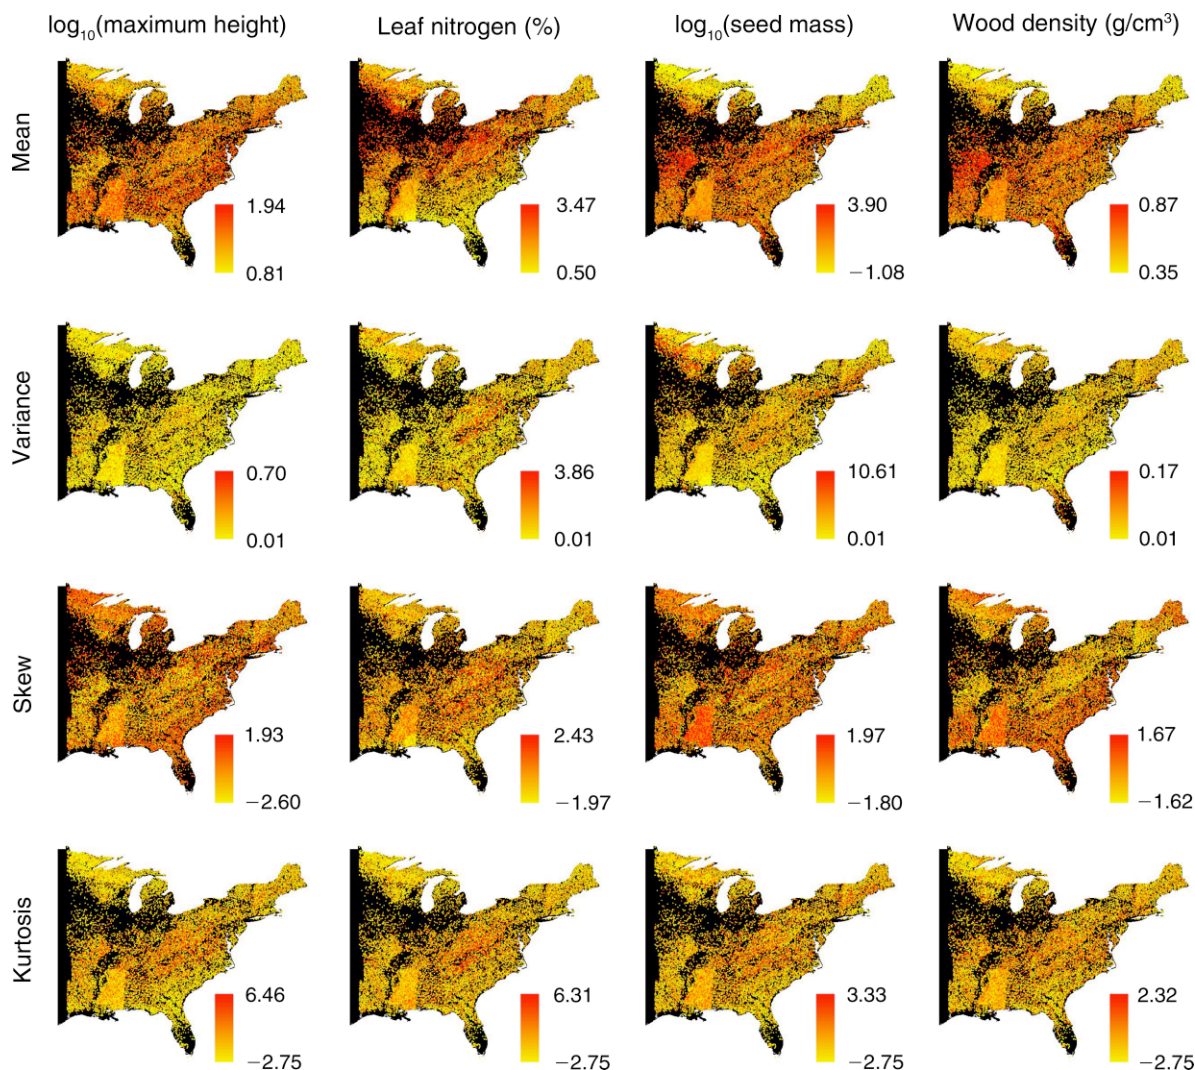 log₁₀(maximum height) Leaf nitrogen (%) log₁₀(seed mass) Wood density (g/cm³)
Mean
1.94 3.47 3.90 0.87
0.81 0.50 −1.08 0.35
Variance
0.70 3.86 10.61 0.17
0.01 0.01 0.01 0.01
Skew
1.93 2.43 1.97 1.67
−2.60 −1.97 −1.80 −1.62
Kurtosis
6.46 6.31 3.33 2.32
−2.75 −2.75 −2.75 −2.75